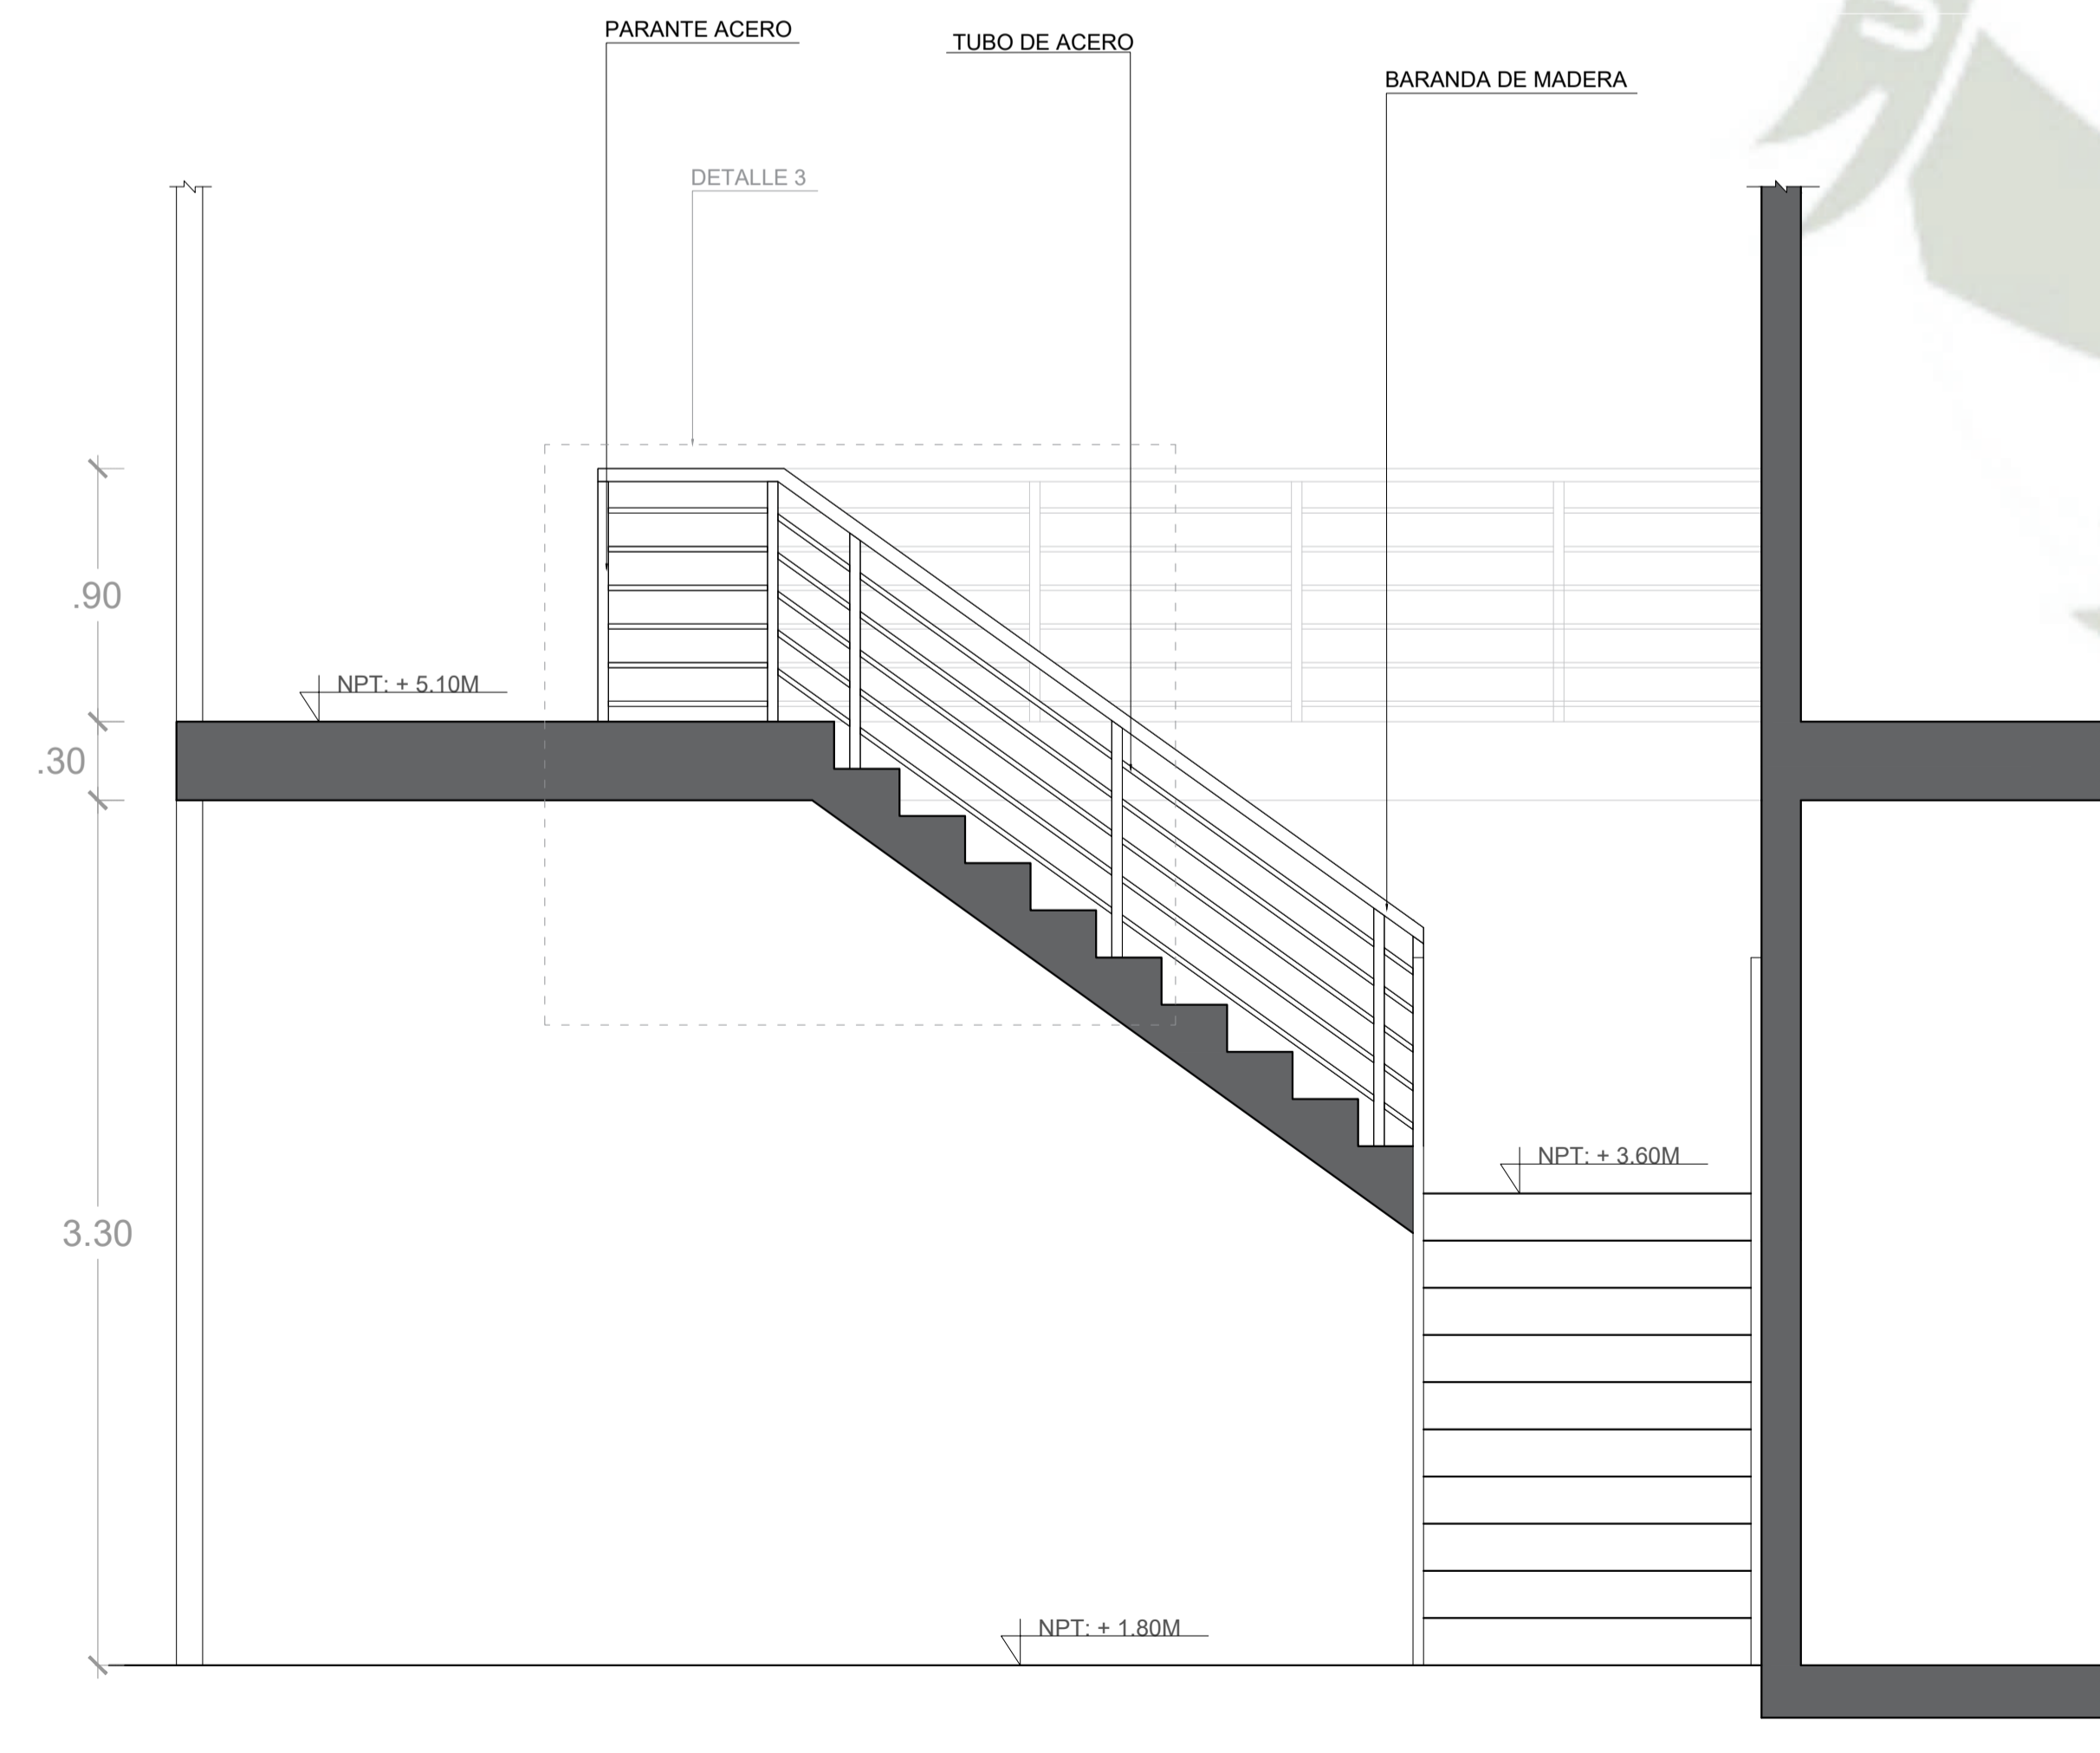 PARANTE ACERO
TUBO DE ACERO
BARANDA DE MADERA
DETALLE 3
.90
NPT: + 5.10M
.30
NPT: + 3.60M
3.30
NPT: + 1.80M